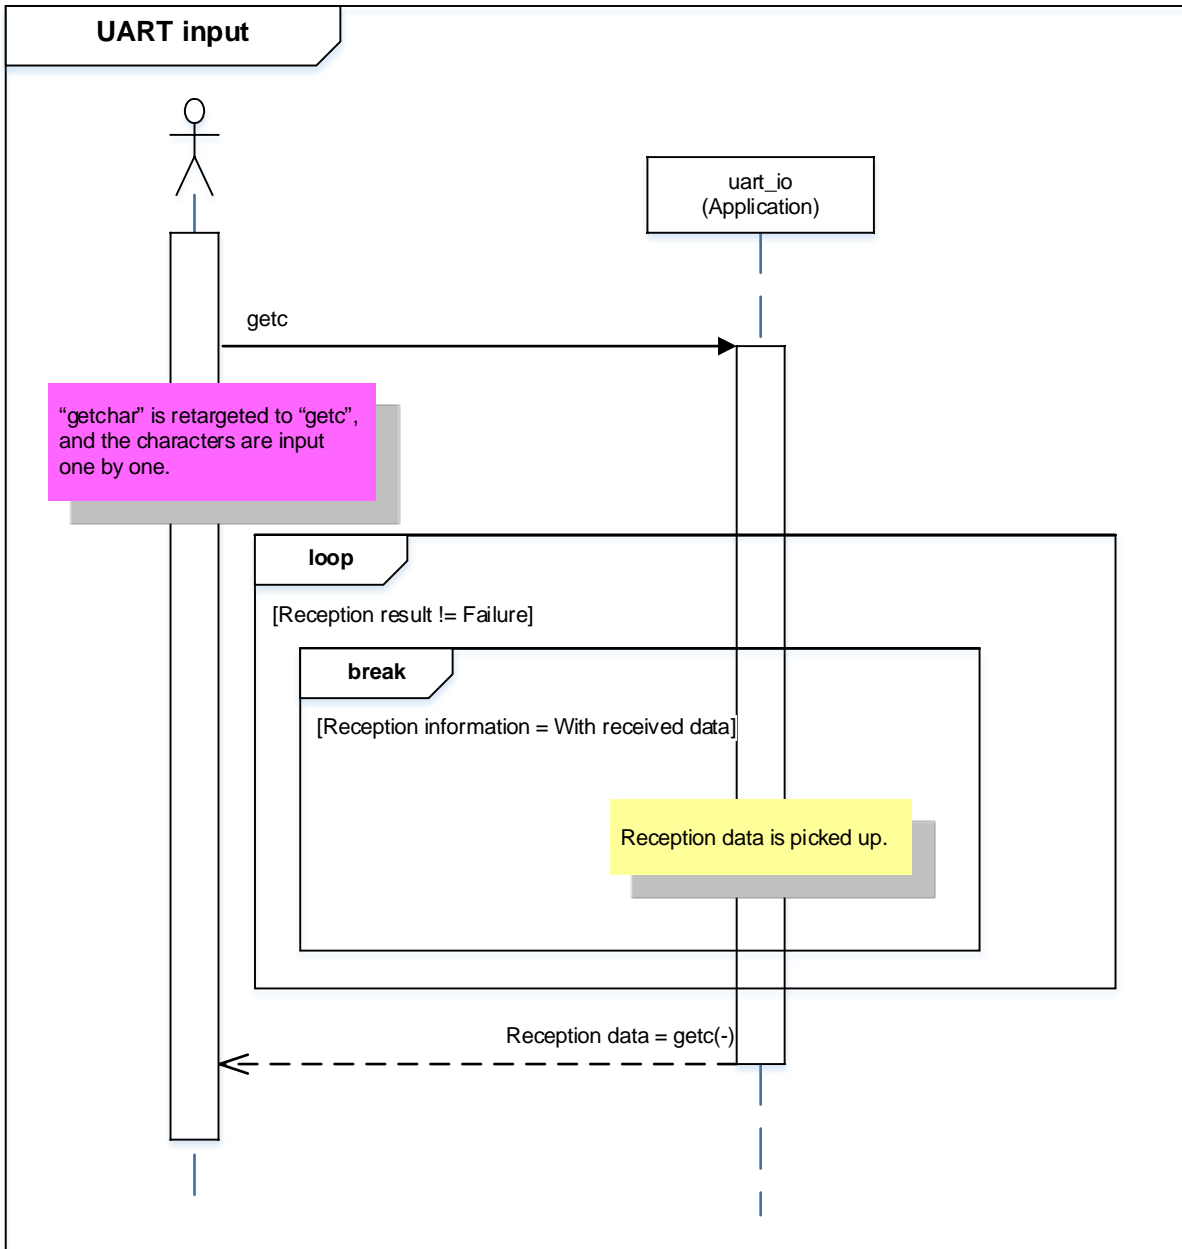 UART input
uart_io
(Application)
getc
“getchar” is retargeted to “getc”,
and the characters are input
one by one.
loop
[Reception result != Failure]
break
[Reception information = With received data]
Reception data is picked up.
Reception data = getc(-)